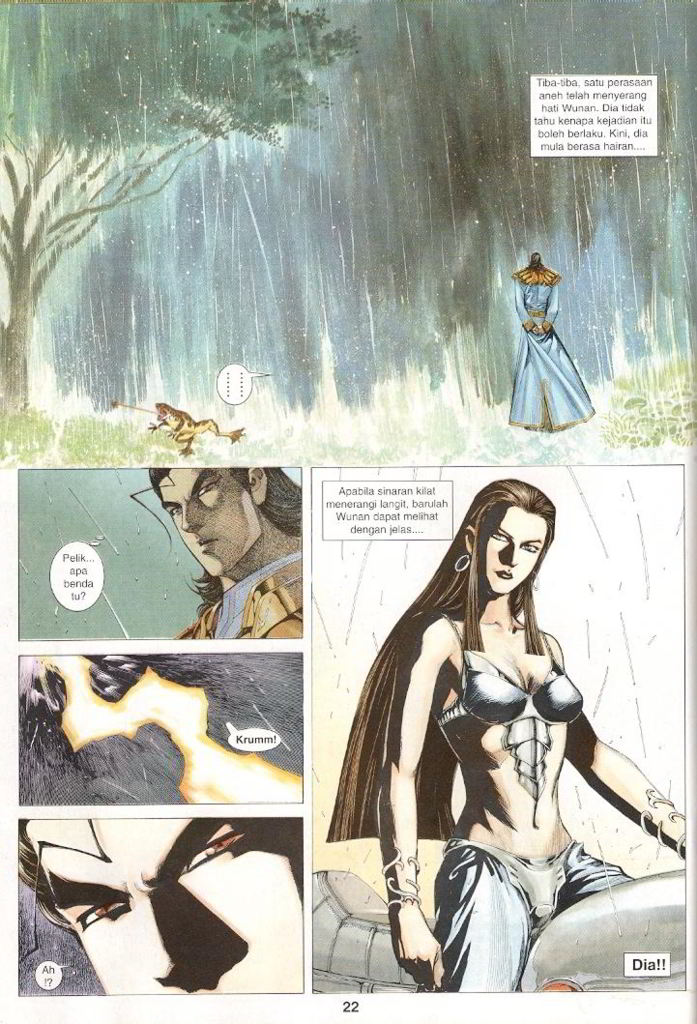 Tiba-tiba, satu perasaan
aneh telah menyerang
hati Wunan. Dia tidak
tahu kenapa kejadian itu
boleh berlaku. Kini, dia
mula berasa hairan....
Pelik...
apa
benda
tu?
Krumm!
Ah
!?
Apabila sinaran kilat
menerangi langit, barulah
Wunan dapat melihat
dengan jelas....
Dia!!
22